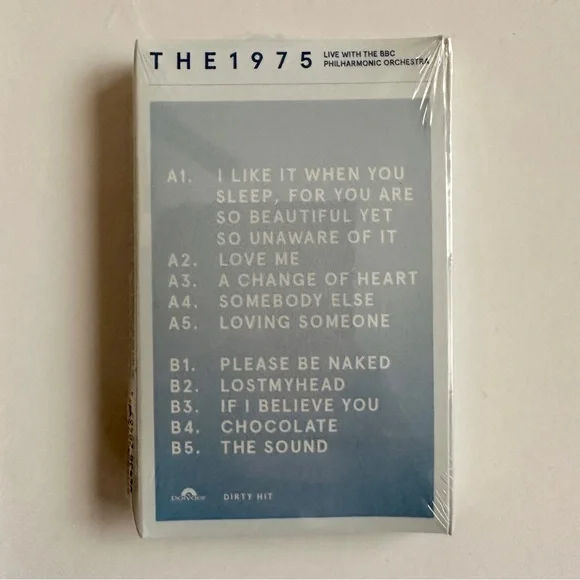 THE1975 LIVE WITH THE BBC
PHILHARMONIC ORCHESTRA
A1. I LIKE IT WHEN YOU
SLEEP, FOR YOU ARE
SO BEAUTIFUL YET
SO UNAWARE OF IT
A2. LOVE ME
A3. A CHANGE OF HEART
A4. SOMEBODY ELSE
A5. LOVING SOMEONE
B1. PLEASE BE NAKED
B2. LOSTMYHEAD
B3. IF I BELIEVE YOU
B4. CHOCOLATE
B5. THE SOUND
polydor DIRTY HIT